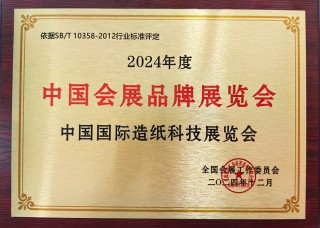 依据SB/T 10358-2012行业标准评定
2024年度
中国会展品牌展览会
中国国际造纸科技展览会
全国会展工作委员会
二〇二四年十二月